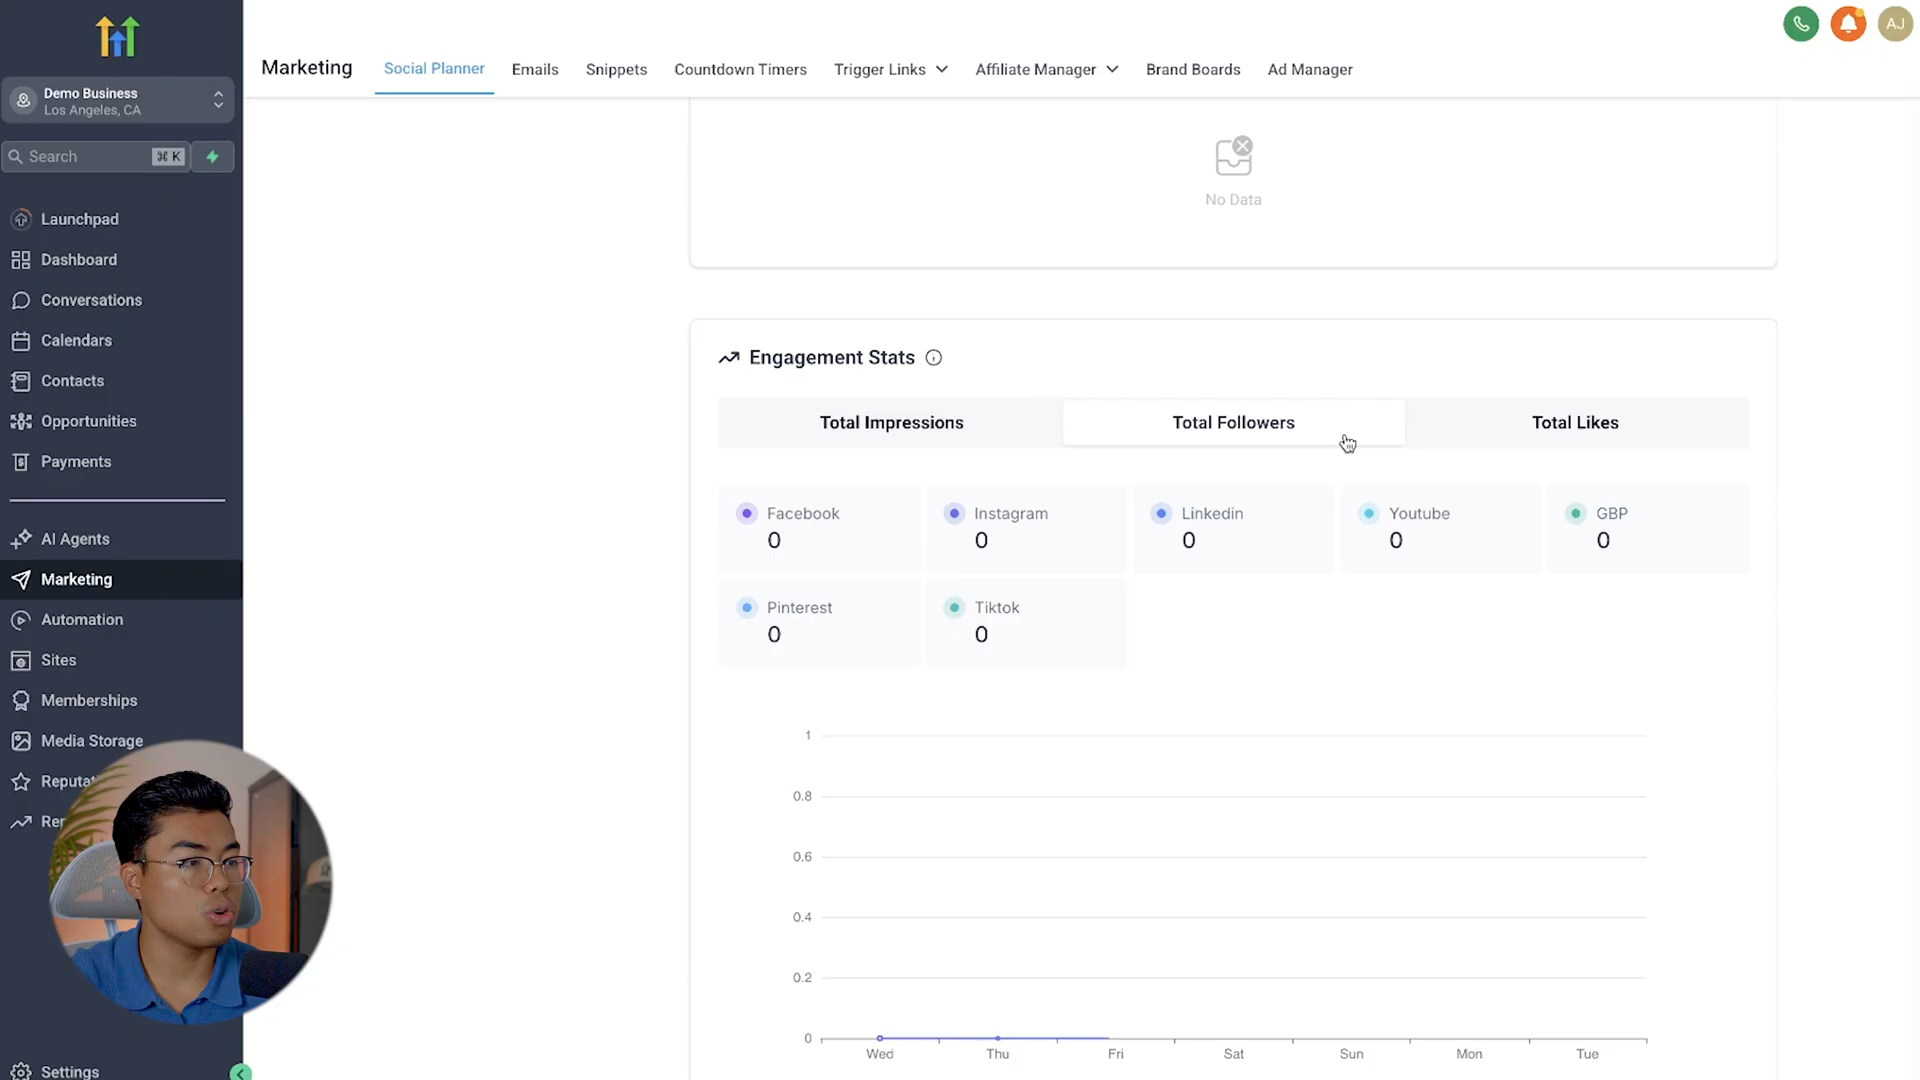 AJ
Marketing
Social Planner
Emails
Snippets
Countdown Timers
Trigger Links
Affiliate Manager
Brand Boards
Ad Manager
Demo Business
Los Angeles, CA
Search
⌘ K
Launchpad
Dashboard
Conversations
Calendars
Contacts
Opportunities
Payments
AI Agents
Marketing
Automation
Sites
Memberships
Media Storage
Settings
No Data
Engagement Stats
Total Impressions
Total Followers
Total Likes
Facebook
0
Instagram
0
Linkedin
0
Youtube
0
GBP
0
Pinterest
0
Tiktok
0
1
0.8
0.6
0.4
0.2
0
Wed
Thu
Fri
Sat
Sun
Mon
Tue